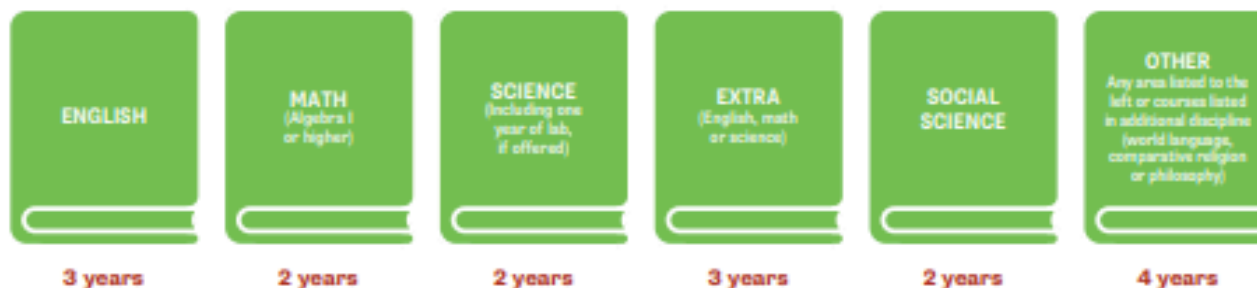 ENGLISH
3 years
MATH
(Algebra I
or higher)
2 years
SCIENCE
(Including one
year of lab,
if offered)
2 years
EXTRA
(English, math
or science)
3 years
SOCIAL
SCIENCE
2 years
OTHER
Any area listed to the
left or courses listed
in additional discipline
(world language,
comparative religion
or philosophy)
4 years